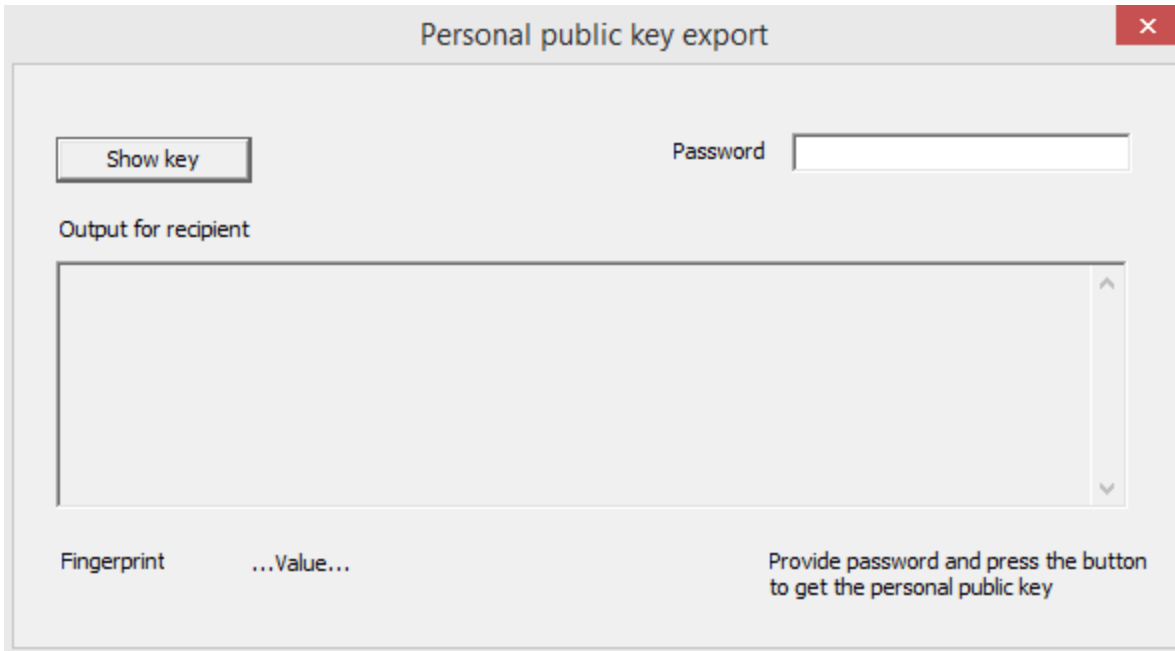 Personal public key export
Show key
Password
Output for recipient
Fingerprint
...Value...
Provide password and press the button
to get the personal public key